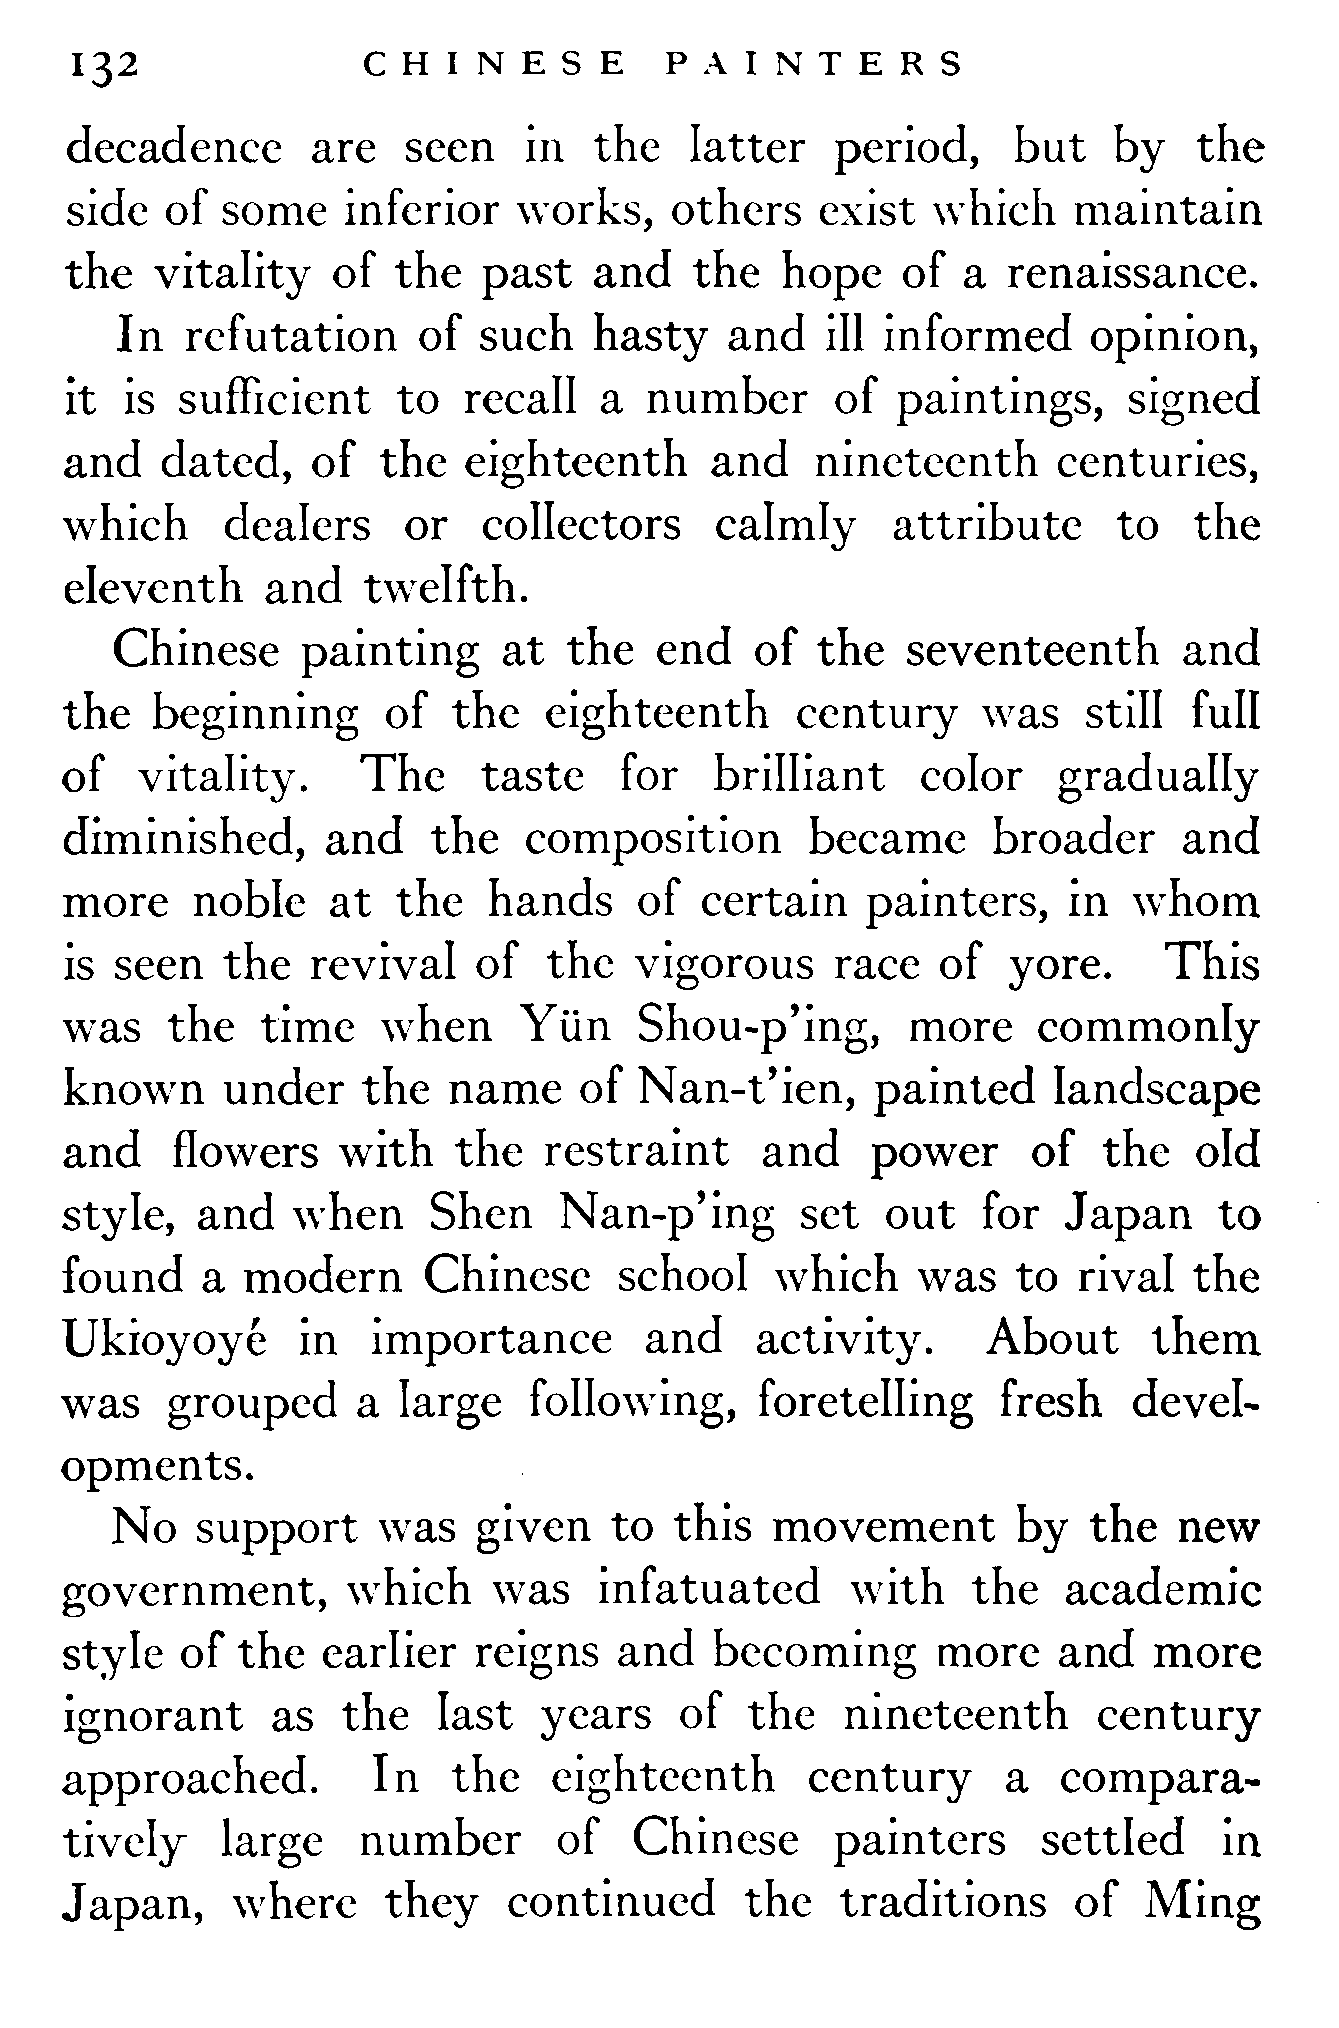 132 CHINESE PAINTERS
decadence are seen in the latter period, but by the
side of some inferior works, others exist which maintain
the vitality of the past and the hope of a renaissance.
In refutation of such hasty and ill informed opinion,
it is sufficient to recall a number of paintings, signed
and dated, of the eighteenth and nineteenth centuries,
which dealers or collectors calmly attribute to the
eleventh and twelfth.
Chinese painting at the end of the seventeenth and
the beginning of the eighteenth century was still full
of vitality. The taste for brilliant color gradually
diminished, and the composition became broader and
more noble at the hands of certain painters, in whom
is seen the revival of the vigorous race of yore. This
was the time when Yün Shou-p'ing, more commonly
known under the name of Nan-t'ien, painted landscape
and flowers with the restraint and power of the old
style, and when Shen Nan-p'ing set out for Japan to
found a modern Chinese school which was to rival the
Ukioyoyé in importance and activity. About them
was grouped a large following, foretelling fresh devel-
opments.
No support was given to this movement by the new
government, which was infatuated with the academic
style of the earlier reigns and becoming more and more
ignorant as the last years of the nineteenth century
approached. In the eighteenth century a compara-
tively large number of Chinese painters settled in
Japan, where they continued the traditions of Ming